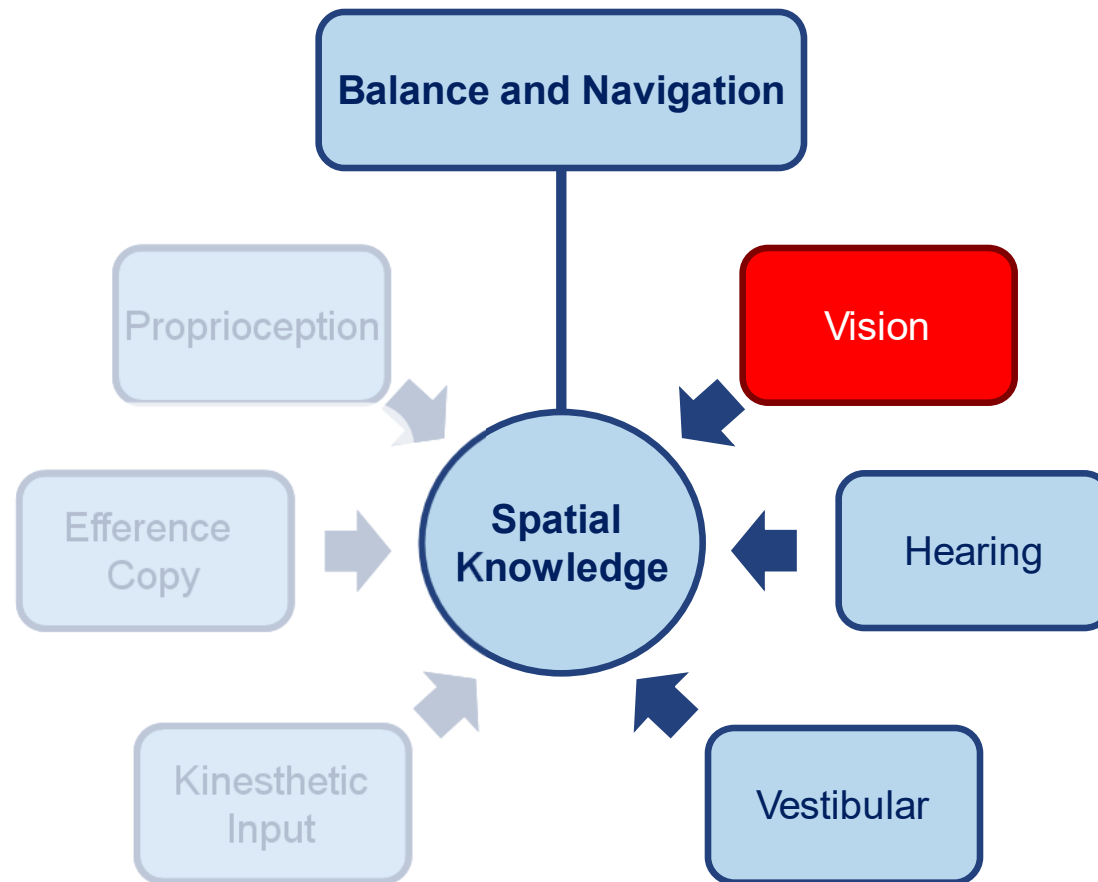 Balance and Navigation
Proprioception
Vision
Efference
Copy
Spatial
Knowledge
Hearing
Kinesthetic
Input
Vestibular